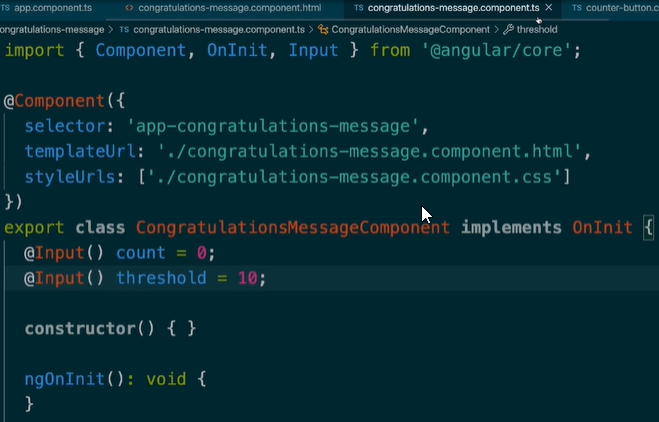 TS app.component.ts <> congratulations-message.component.html TS congratulations-message.component.ts × TS counter-button.c
ongratulations-message > TS congratulations-message.component.ts > CongratulationsMessageComponent > threshold
import { Component, OnInit, Input } from '@angular/core';
@Component({
selector: 'app-congratulations-message',
templateUrl: './congratulations-message.component.html',
styleUrls: ['./congratulations-message.component.css']
})
export class CongratulationsMessageComponent implements OnInit {
@Input() count = 0;
@Input() threshold = 10;
constructor() { }
ngOnInit(): void {
}